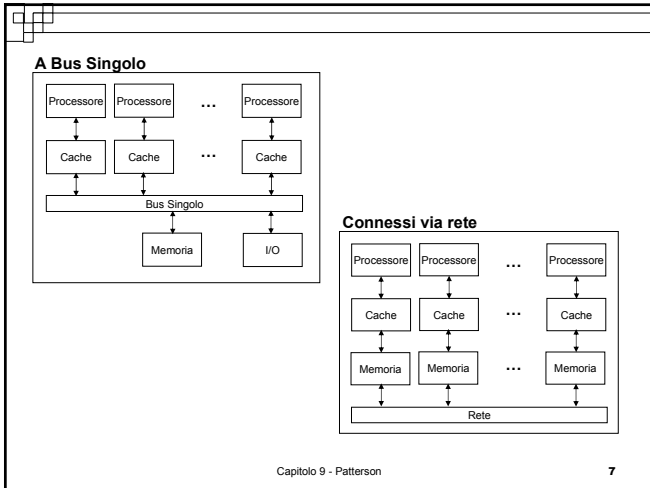 A Bus Singolo
Processore Processore ... Processore
Cache Cache ... Cache
Bus Singolo
Memoria I/O
Connessi via rete
Processore Processore ... Processore
Cache Cache ... Cache
Memoria Memoria ... Memoria
Rete
Capitolo 9 - Patterson 7